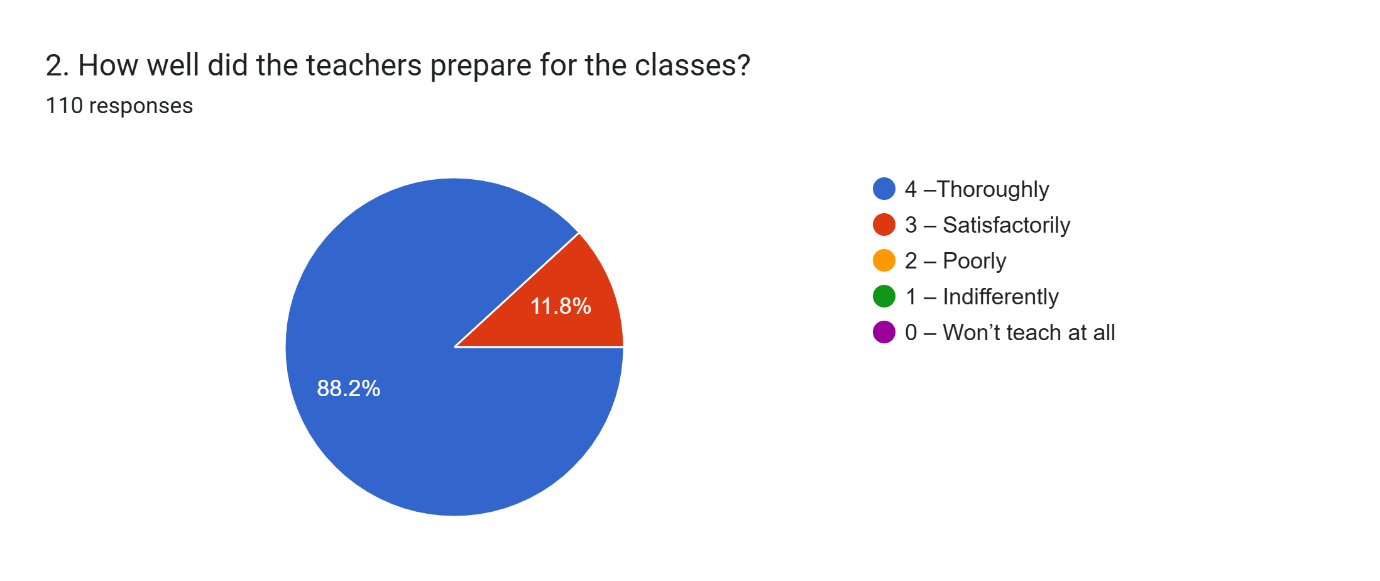 2. How well did the teachers prepare for the classes?
110 responses
4 –Thoroughly
3 – Satisfactorily
2 – Poorly
1 – Indifferently
0 – Won’t teach at all
11.8%
88.2%